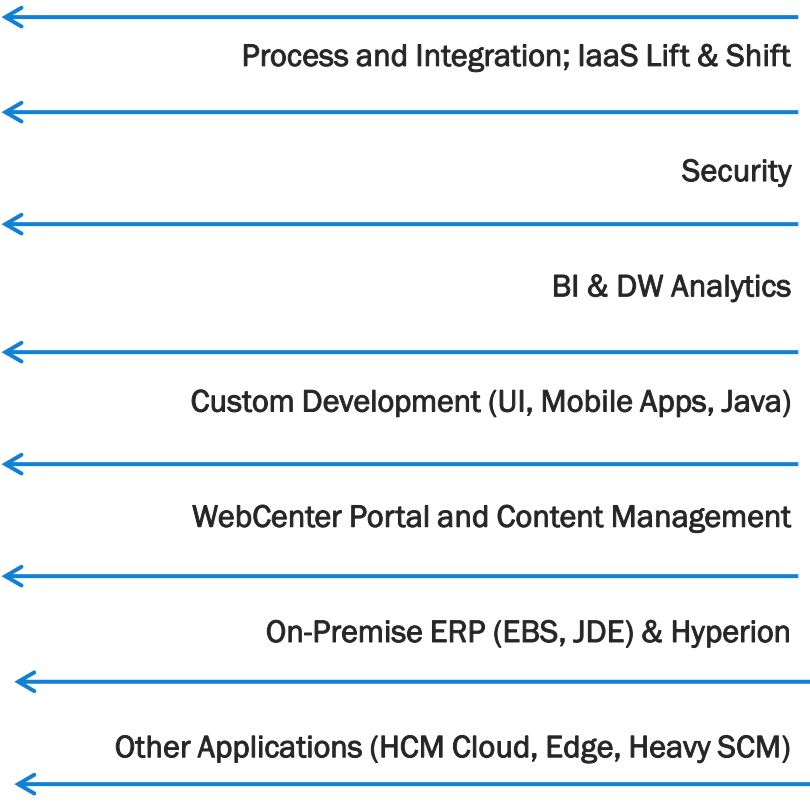 Process and Integration; IaaS Lift & Shift
Security
BI & DW Analytics
Custom Development (UI, Mobile Apps, Java)
WebCenter Portal and Content Management
On-Premise ERP (EBS, JDE) & Hyperion
Other Applications (HCM Cloud, Edge, Heavy SCM)